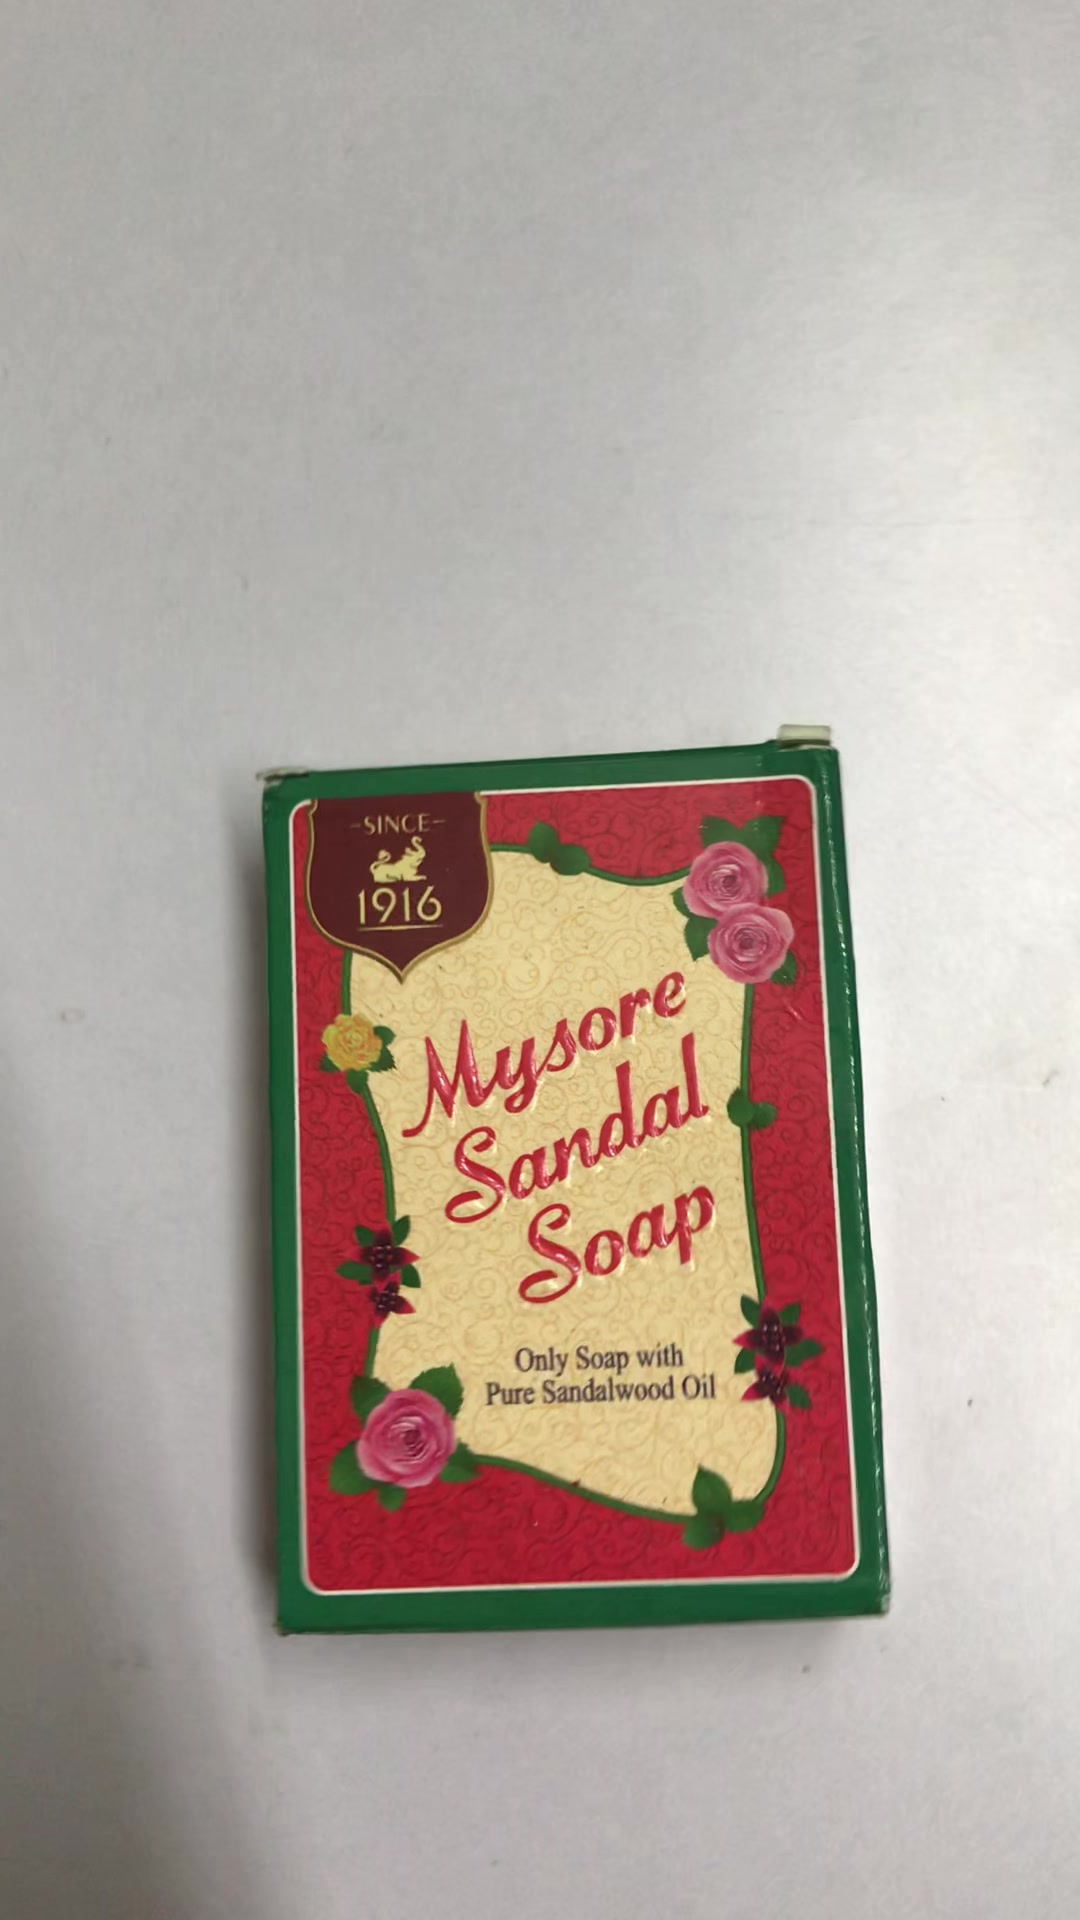 -SINCE-
1916
Mysore
Sandal
Soap
Only Soap with
Pure Sandalwood Oil